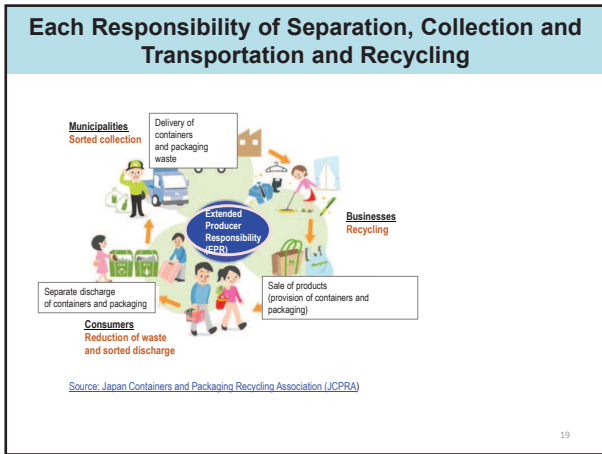 Each Responsibility of Separation, Collection and
Transportation and Recycling
Municipalities
Sorted collection
Delivery of
containers
and packaging
waste
Extended
Producer
Responsibility
(EPR)
Businesses
Recycling
Separate discharge
of containers and packaging
Sale of products
(provision of containers and
packaging)
Consumers
Reduction of waste
and sorted discharge
Source: Japan Containers and Packaging Recycling Association (JCPRA)
19